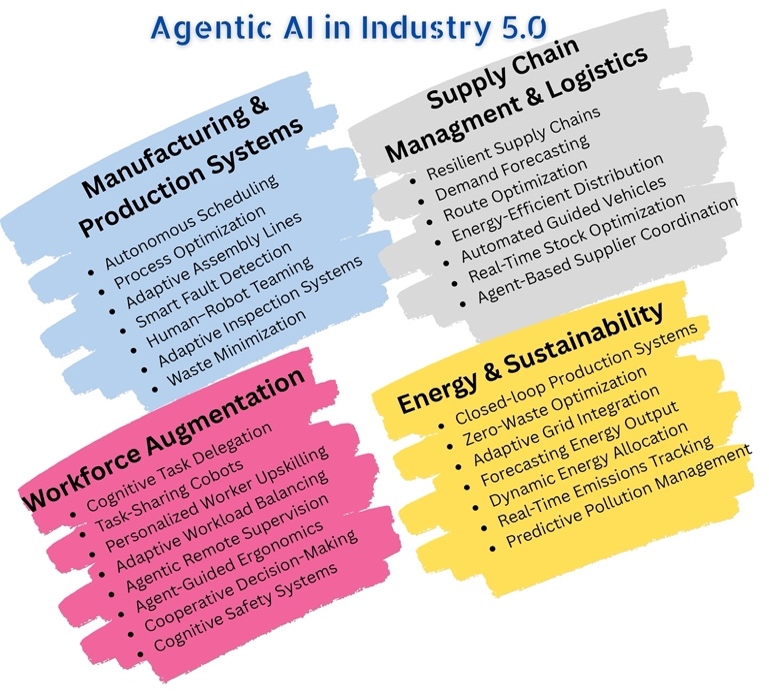 Agentic AI in Industry 5.0
Manufacturing &
Production Systems
• Autonomous Scheduling
• Process Optimization
• Adaptive Assembly Lines
• Smart Fault Detection
• Human–Robot Teaming
• Adaptive Inspection Systems
• Waste Minimization
Supply Chain
Managment & Logistics
• Resilient Supply Chains
• Demand Forecasting
• Route Optimization
• Energy-Efficient Distribution
• Automated Guided Vehicles
• Real-Time Stock Optimization
• Agent-Based Supplier Coordination
Workforce Augmentation
• Cognitive Task Delegation
• Task-Sharing Cobots
• Personalized Worker Upskilling
• Adaptive Workload Balancing
• Agentic Remote Supervision
• Agent-Guided Ergonomics
• Cooperative Decision-Making
• Cognitive Safety Systems
Energy & Sustainability
• Closed-loop Production Systems
• Zero-Waste Optimization
• Adaptive Grid Integration
• Forecasting Energy Output
• Dynamic Energy Allocation
• Real-Time Emissions Tracking
• Predictive Pollution Management